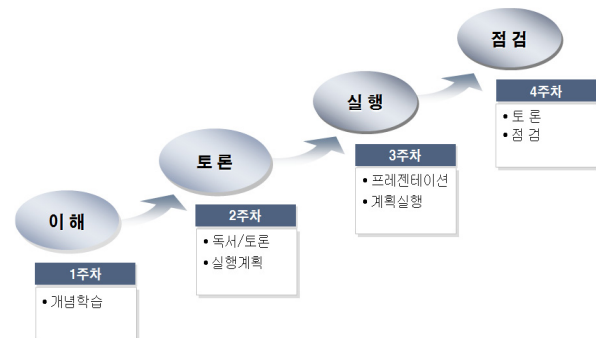 이 해
1주차
• 개념학습
토 론
2주차
• 독서/토론
• 실행계획
실 행
3주차
• 프레젠테이션
• 계획실행
점 검
4주차
• 토 론
• 점 검